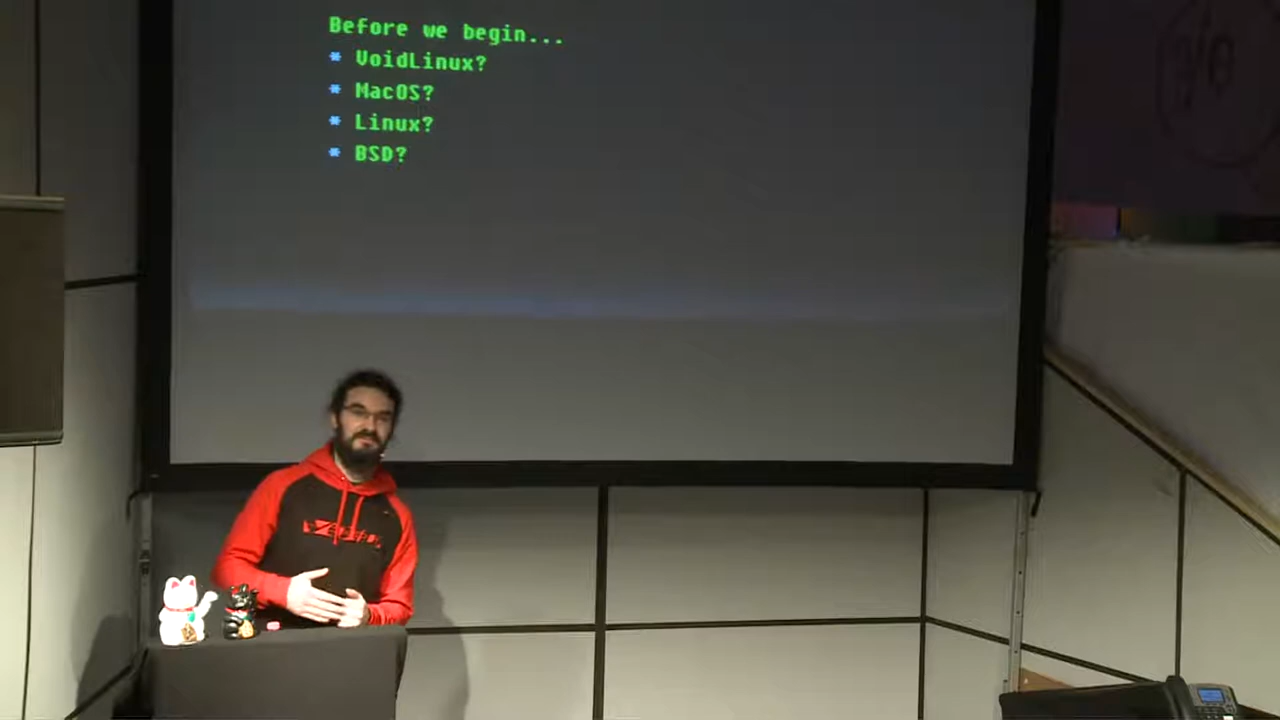 Before we begin...
* VoidLinux?
* MacOS?
* Linux?
* BSD?